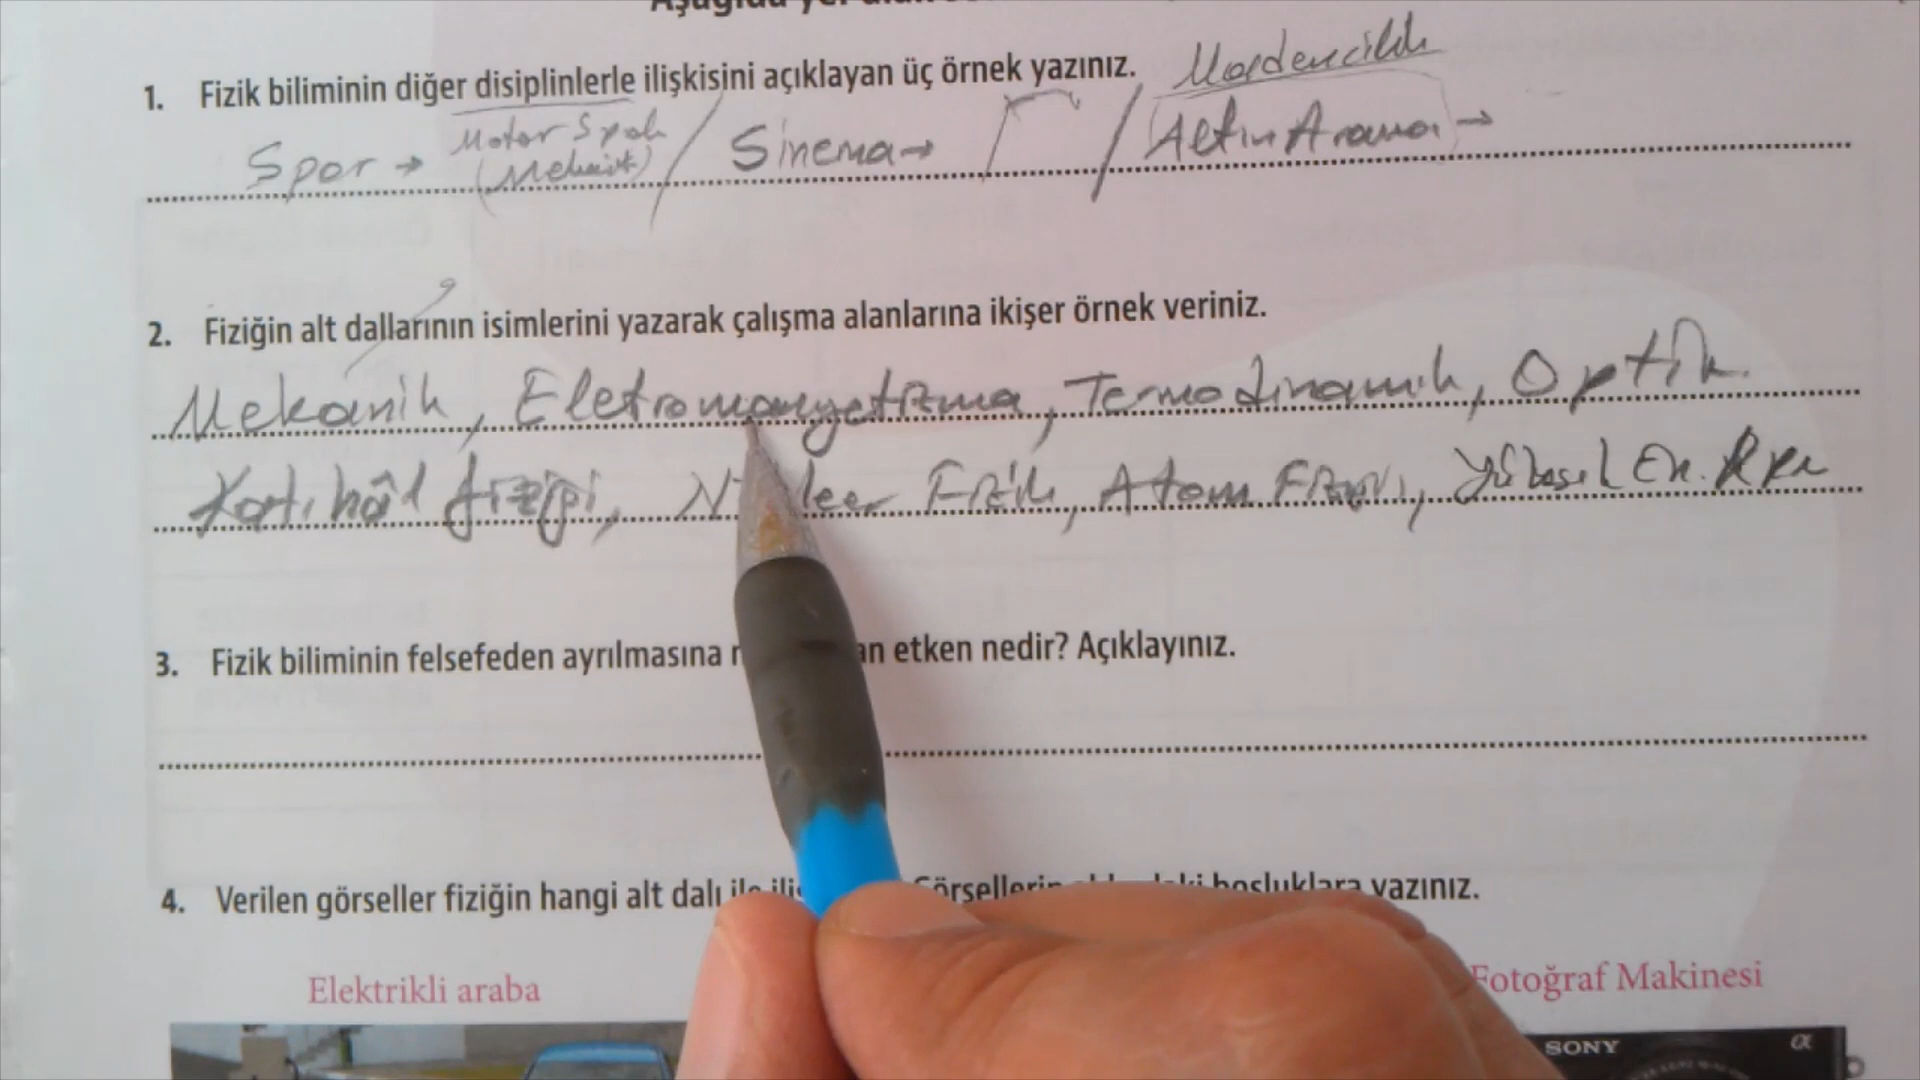 1. Fizik biliminin diğer disiplinlerle ilişkisini açıklayan üç örnek yazınız. Madencilik
Spor → Motor Spoh (Mekanik) / Sinema → / Altın Arama →
2. Fiziğin alt dallarının isimlerini yazarak çalışma alanlarına ikişer örnek veriniz.
Mekanik, Eletromanyetizma, Termodinamik, Optik.
Katıhâl fiziği, Fizik, Atom Fiziği,
3. Fizik biliminin felsefeden ayrılmasına etken nedir? Açıklayınız.
4. Verilen görseller fiziğin hangi alt dalı ile boşluklara yazınız.
Elektrikli araba
Fotoğraf Makinesi
SONY α